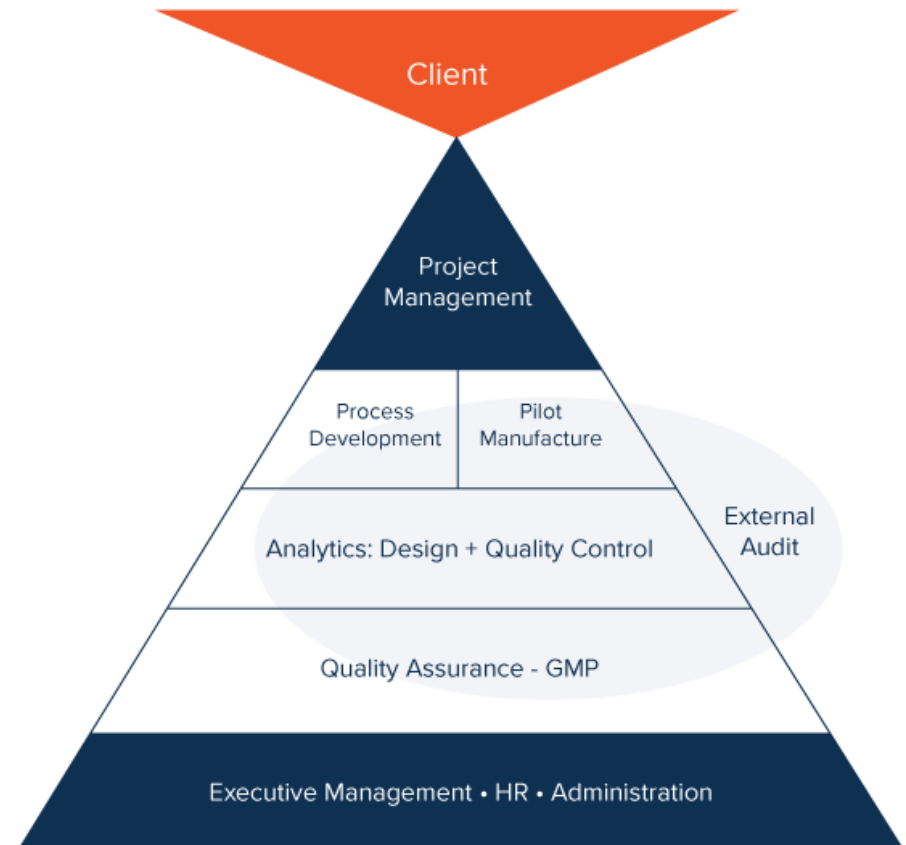 Client
Project
Management
Process
Development
Pilot
Manufacture
Analytics: Design + Quality Control
External
Audit
Quality Assurance - GMP
Executive Management • HR • Administration